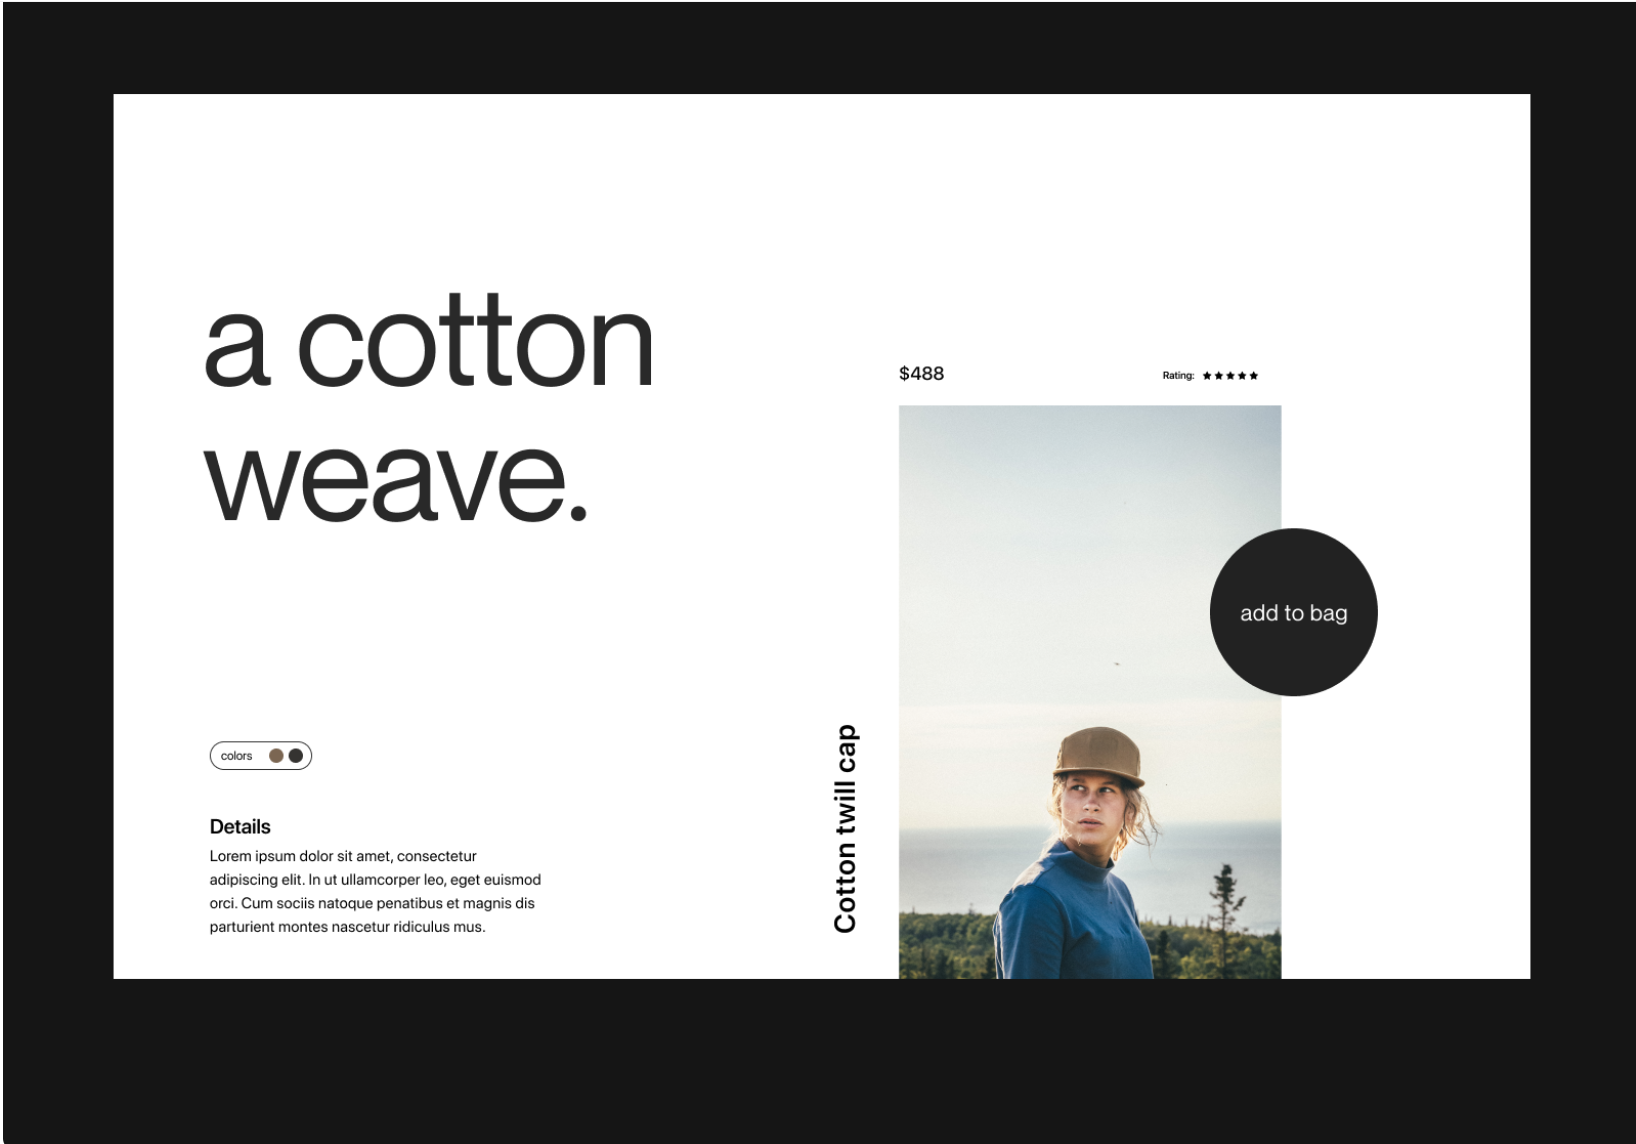 a cotton
weave.
$488
Rating: ★★★★★
add to bag
Cotton twill cap
colors
Details
Lorem ipsum dolor sit amet, consectetur
adipiscing elit. In ut ullamcorper leo, eget euismod
orci. Cum sociis natoque penatibus et magnis dis
parturient montes nascetur ridiculus mus.